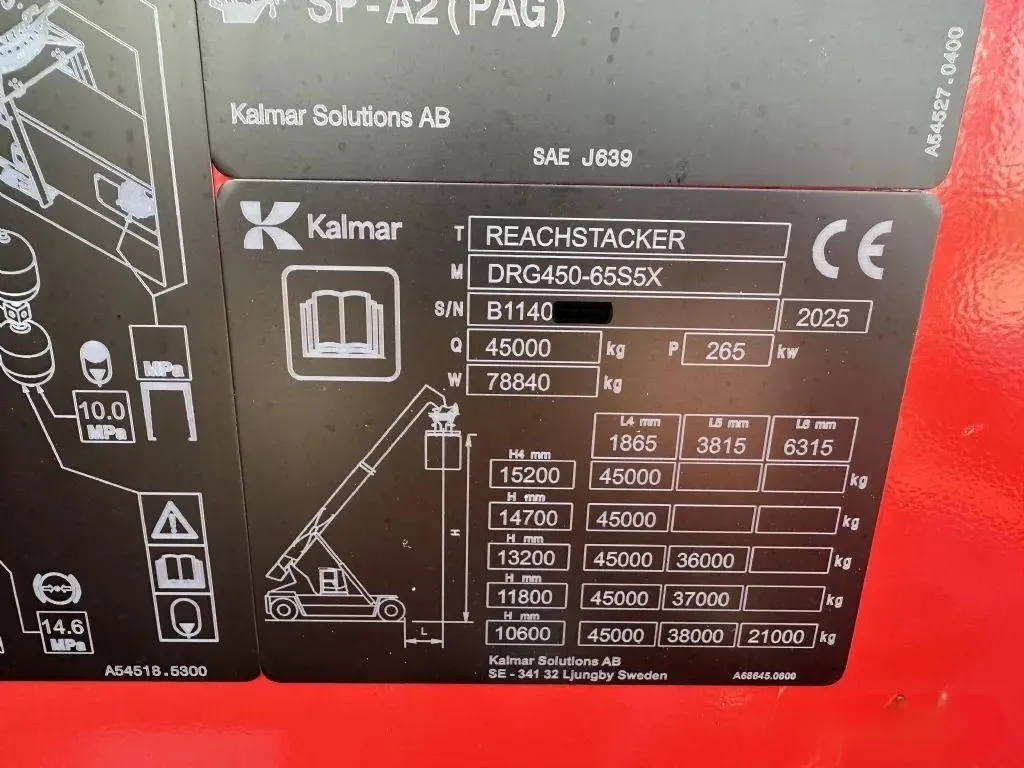 SP-A2(PAG)
Kalmar Solutions AB
SAE J639
A54527.0400
MPa
10.0
MPa
14.6
MPa
A54518.5300
Kalmar
T REACHSTACKER
M DRG450-65S5X
S/N B1140 2025
Q 45000 kg P 265 kw
W 78840 kg
L4 mm L5 mm L6 mm
1865 3815 6315
H4 mm
15200 45000 kg
H mm
14700 45000 kg
H mm
13200 45000 36000 kg
H mm
11800 45000 37000 kg
H mm
10600 45000 38000 21000 kg
H
L
R
Kalmar Solutions AB
SE - 341 32 Ljungby Sweden
A68645.0600
CE